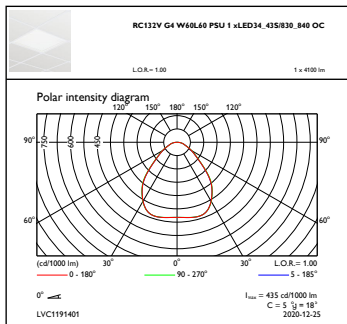 RC132V G4 W60L60 PSU 1 xLED34_43S/830_840 OC
L.O.R.= 1.00 1 x 4100 lm
Polar intensity diagram
120° 150° 180° 150° 120°
90° 750 600 450 90°
60° 60°
30° 0° 30°
(cd/1000 lm) L.O.R.= 1.00
0 - 180° 90 - 270° 5 - 185°
0° Imax = 435 cd/1000 lm
C = 5 °g = 18°
LVC1191401 2020-12-25